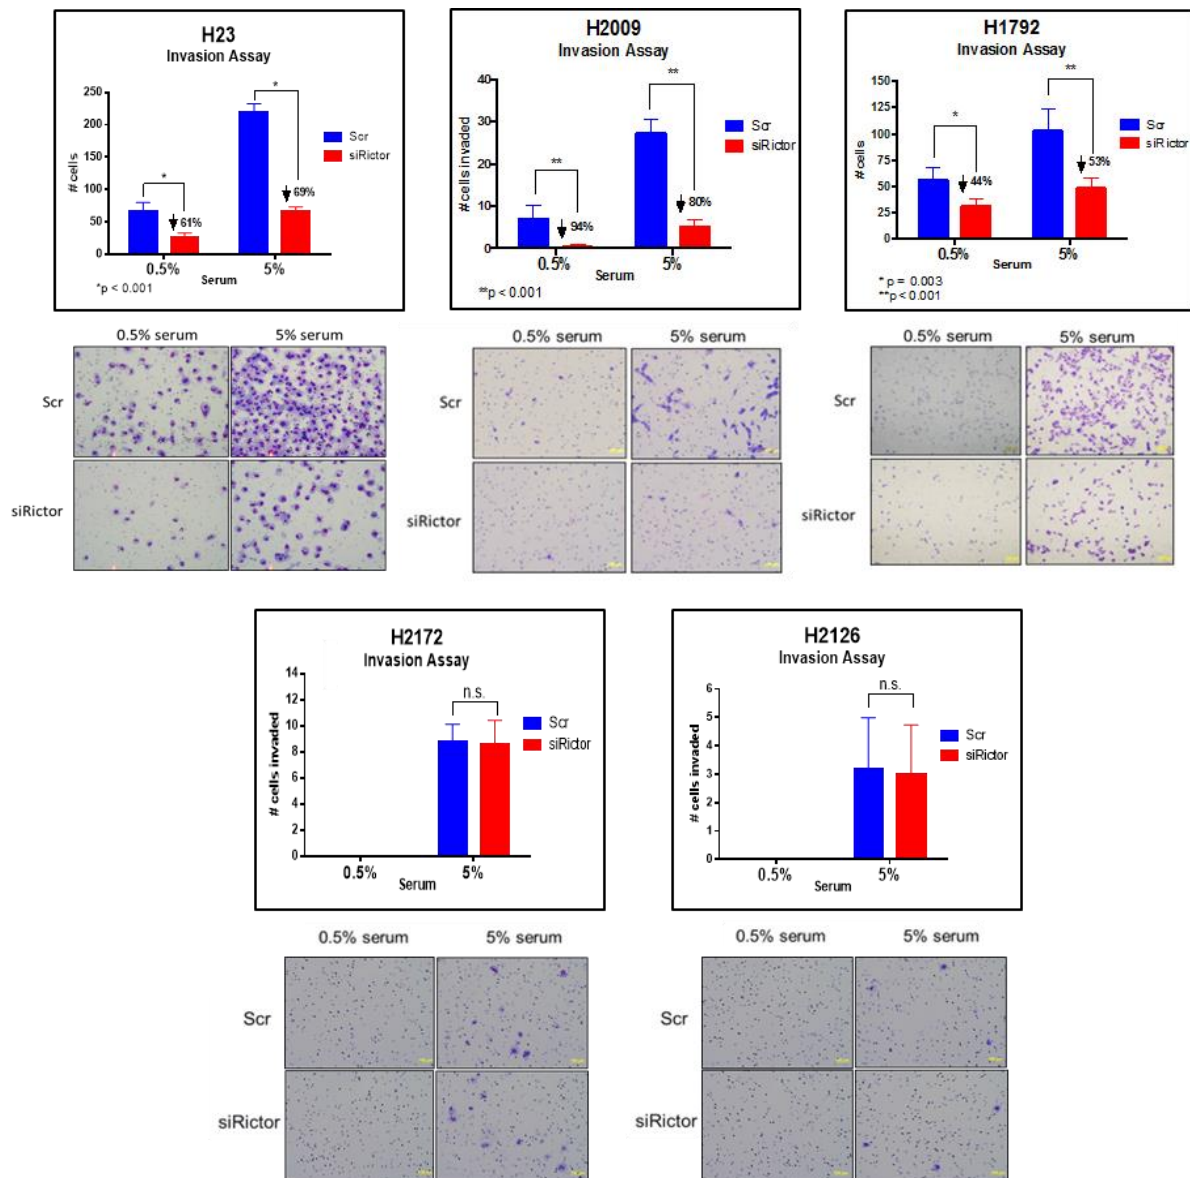 H23
Invasion Assay
# cells
250
200
150
100
50
0
*
*
61%
69%
Scr
siRictor
0.5%
5%
Serum
*p < 0.001
H2009
Invasion Assay
# cells invaded
40
30
20
10
0
**
**
94%
80%
Scr
siRictor
0.5%
5%
Serum
**p < 0.001
H1792
Invasion Assay
# cells
150
125
100
75
50
25
0
*
**
44%
53%
Scr
siRictor
0.5%
5%
Serum
* p = 0.003
**p < 0.001
0.5% serum
5% serum
Scr
siRictor
0.5% serum
5% serum
Scr
siRictor
0.5% serum
5% serum
Scr
siRictor
H2172
Invasion Assay
# cells invaded
14
12
10
8
6
4
2
0
n.s.
Scr
siRictor
0.5%
5%
Serum
H2126
Invasion Assay
# cells invaded
6
5
4
3
2
1
0
n.s.
Scr
siRictor
0.5%
5%
Serum
0.5% serum
5% serum
Scr
siRictor
0.5% serum
5% serum
Scr
siRictor